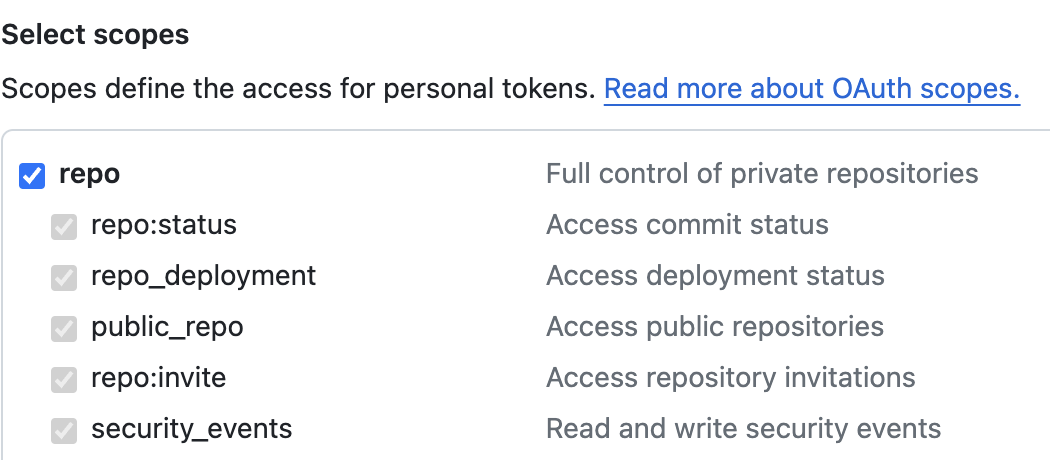 Select scopes
Scopes define the access for personal tokens. Read more about OAuth scopes.
repo Full control of private repositories
repo:status Access commit status
repo_deployment Access deployment status
public_repo Access public repositories
repo:invite Access repository invitations
security_events Read and write security events